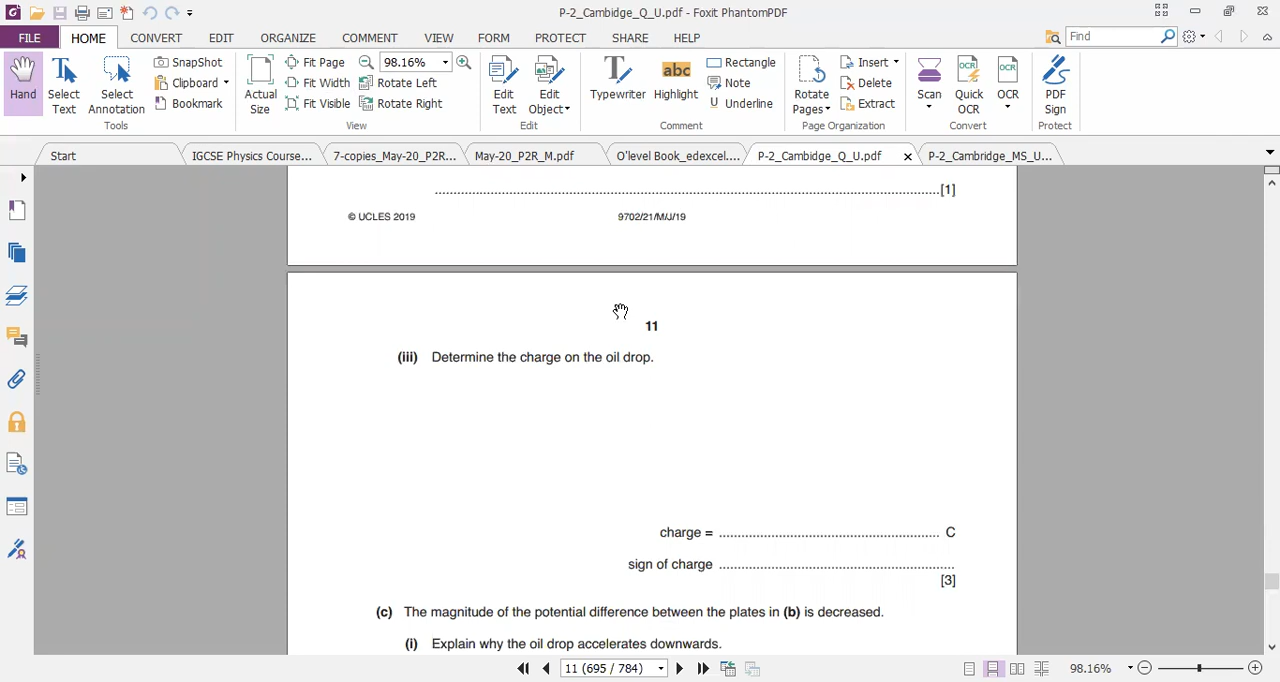 P-2_Cambidge_Q_U.pdf - Foxit PhantomPDF
FILE HOME CONVERT EDIT ORGANIZE COMMENT VIEW FORM PROTECT SHARE HELP Find
Hand
Select Text
Select Annotation
SnapShot
Clipboard
Bookmark
Tools
Actual Size
Fit Page
Fit Width
Fit Visible
98.16%
Rotate Left
Rotate Right
View
Edit Text
Edit Object
Edit
Typewriter
abc
Highlight
Rectangle
Note
Underline
Comment
Rotate Pages
Insert
Delete
Extract
Page Organization
Scan
OCR
Quick OCR
OCR
OCR
Convert
PDF Sign
Protect
Start IGCSE Physics Course... 7-copies_May-20_P2R... May-20_P2R_M.pdf O'level Book_edexcel.... P-2_Cambidge_Q_U.pdf P-2_Cambridge_MS_U...
......................................................................................................................................[1]
© UCLES 2019 9702/21/M/J/19
11
(iii) Determine the charge on the oil drop.
charge = .......................................................... C
sign of charge ..............................................................
[3]
(c) The magnitude of the potential difference between the plates in (b) is decreased.
(i) Explain why the oil drop accelerates downwards.
11 (695 / 784) 98.16%